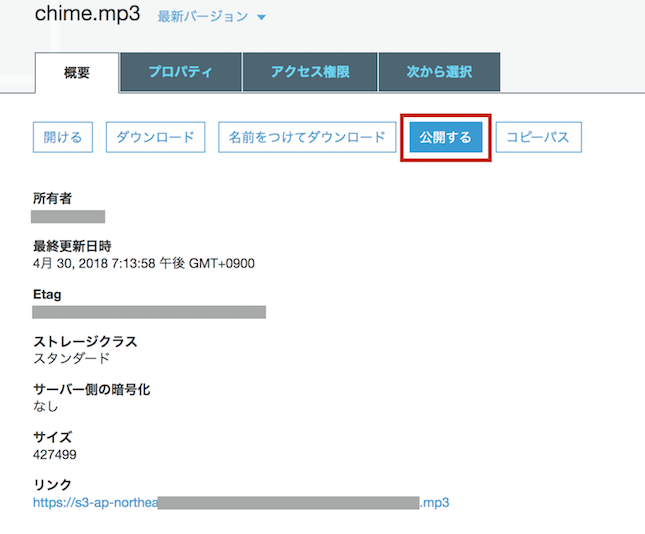 chime.mp3 最新バージョン
概要 プロパティ アクセス権限 次から選択
開ける ダウンロード 名前をつけてダウンロード 公開する コピーパス
所有者
最終更新日時
4月 30, 2018 7:13:58 午後 GMT+0900
Etag
ストレージクラス
スタンダード
サーバー側の暗号化
なし
サイズ
427499
リンク
https://s3-ap-northea .mp3